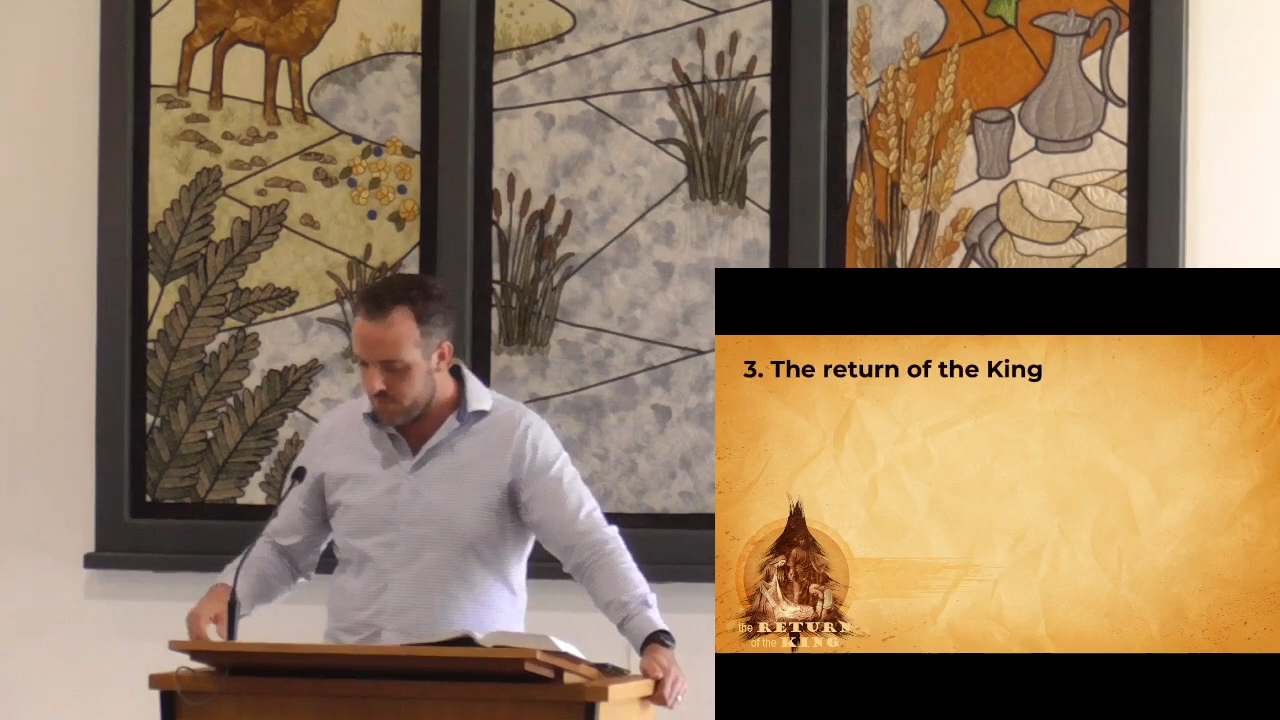 3. The return of the King
the RETURN
of the KING